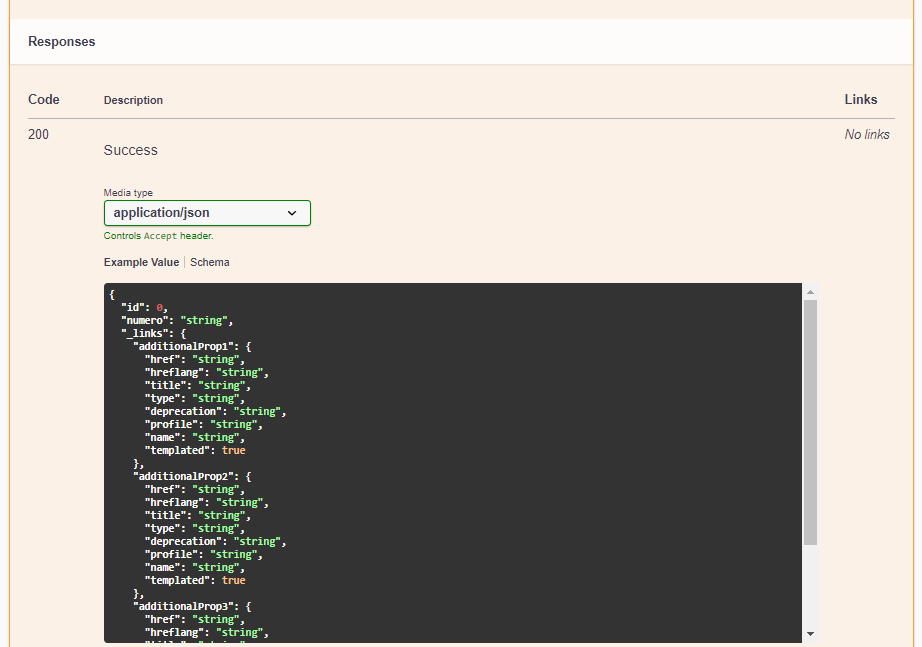 Responses
Code Description Links
200 Success No links
Media type
application/json
Controls Accept header.
Example Value Schema
{
  "id": 0,
  "numero": "string",
  "_links": {
    "additionalProp1": {
      "href": "string",
      "hreflang": "string",
      "title": "string",
      "type": "string",
      "deprecation": "string",
      "profile": "string",
      "name": "string",
      "templated": true
    },
    "additionalProp2": {
      "href": "string",
      "hreflang": "string",
      "title": "string",
      "type": "string",
      "deprecation": "string",
      "profile": "string",
      "name": "string",
      "templated": true
    },
    "additionalProp3": {
      "href": "string",
      "hreflang": "string",